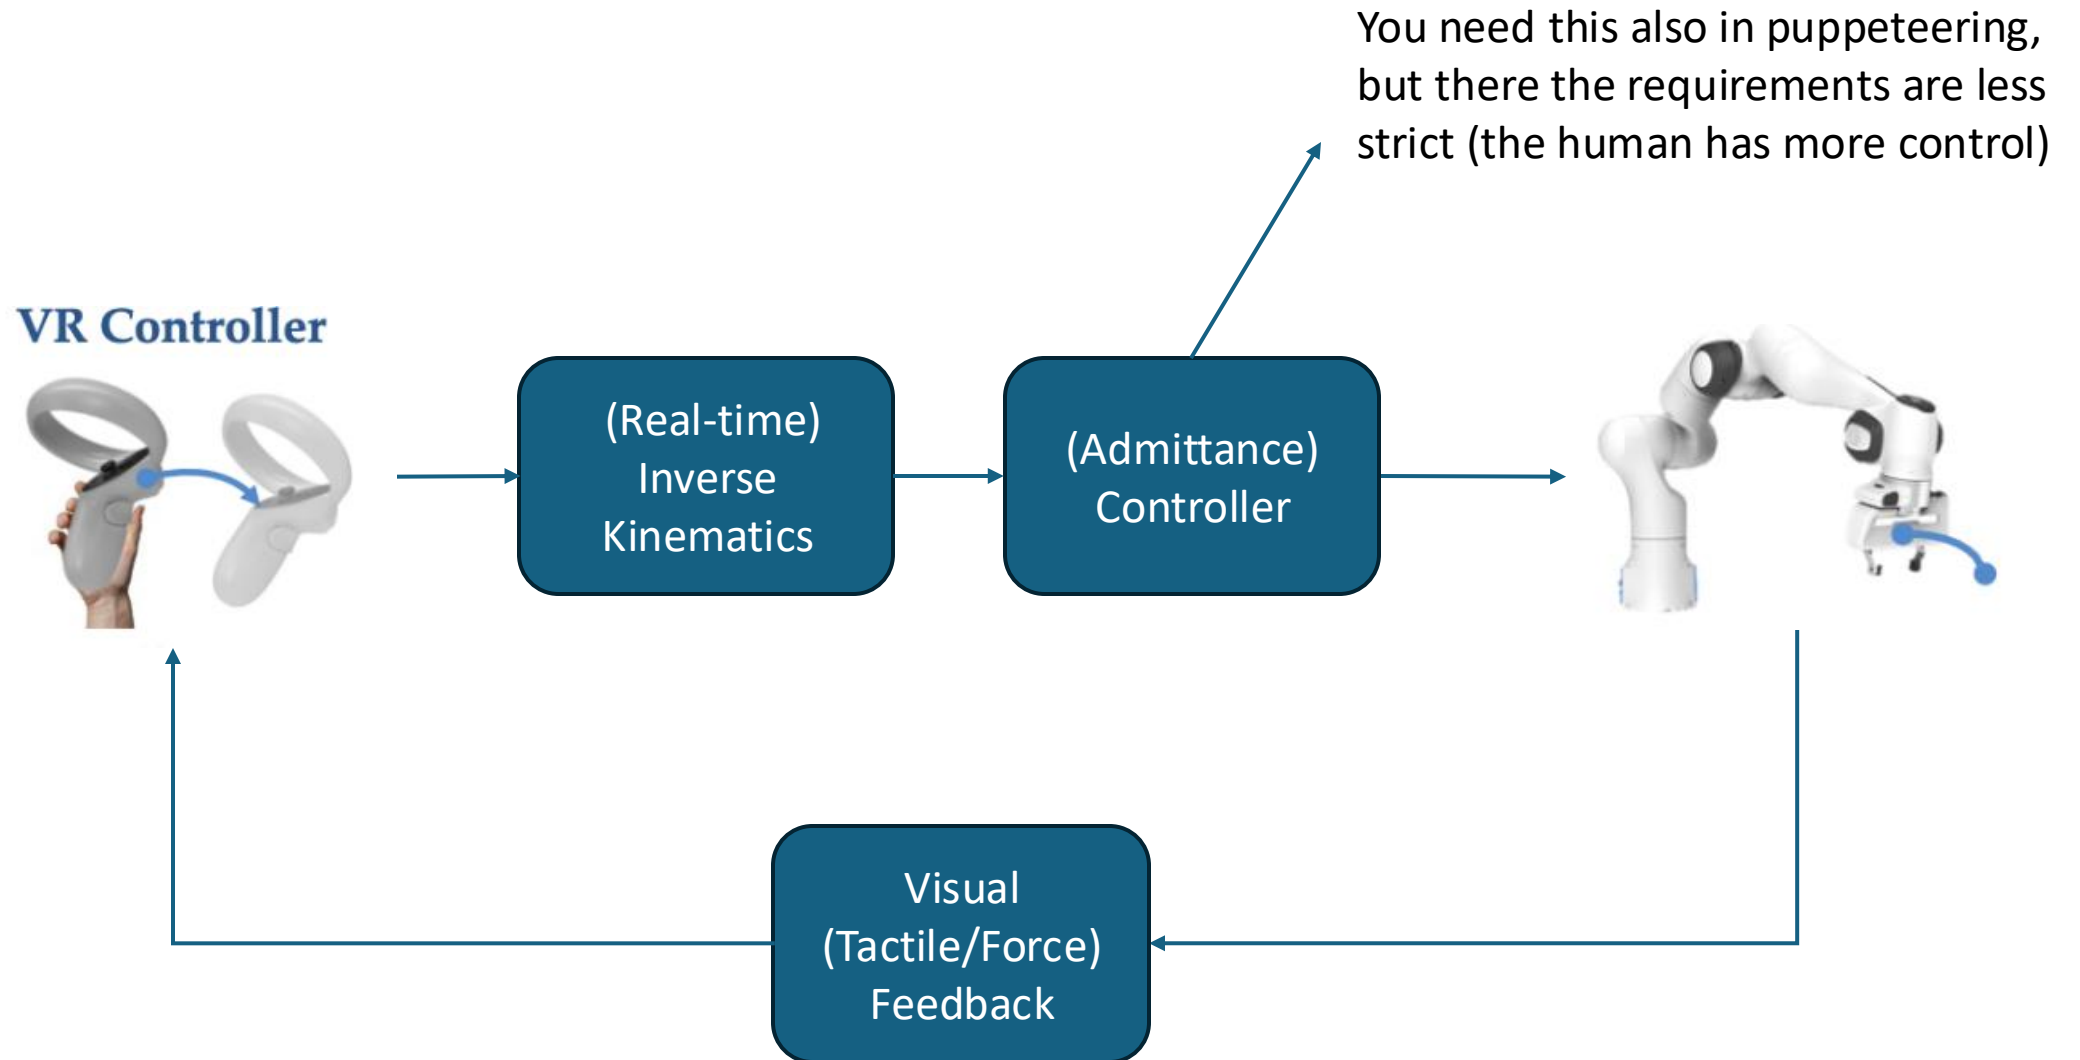 You need this also in puppeteering,
but there the requirements are less
strict (the human has more control)
VR Controller
(Real-time)
Inverse
Kinematics
(Admittance)
Controller
Visual
(Tactile/Force)
Feedback